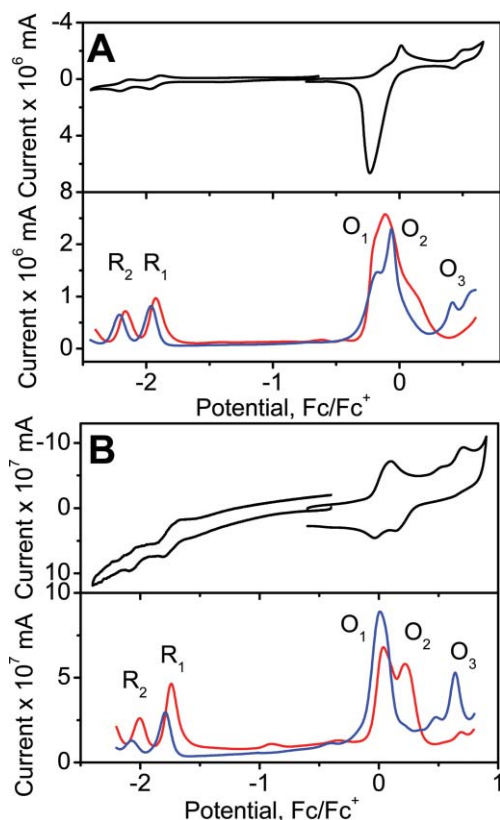 A
Current x 10⁶ mA
-4
0
4
8
Current x 10⁶ mA
2
1
0
R₂ R₁ O₁ O₂ O₃
-2 -1 0
Potential, Fc/Fc⁺
B
Current x 10⁷ mA
-10
0
10
Current x 10⁷ mA
10
5
0
R₂ R₁ O₁ O₂ O₃
-2 -1 0 1
Potential, Fc/Fc⁺